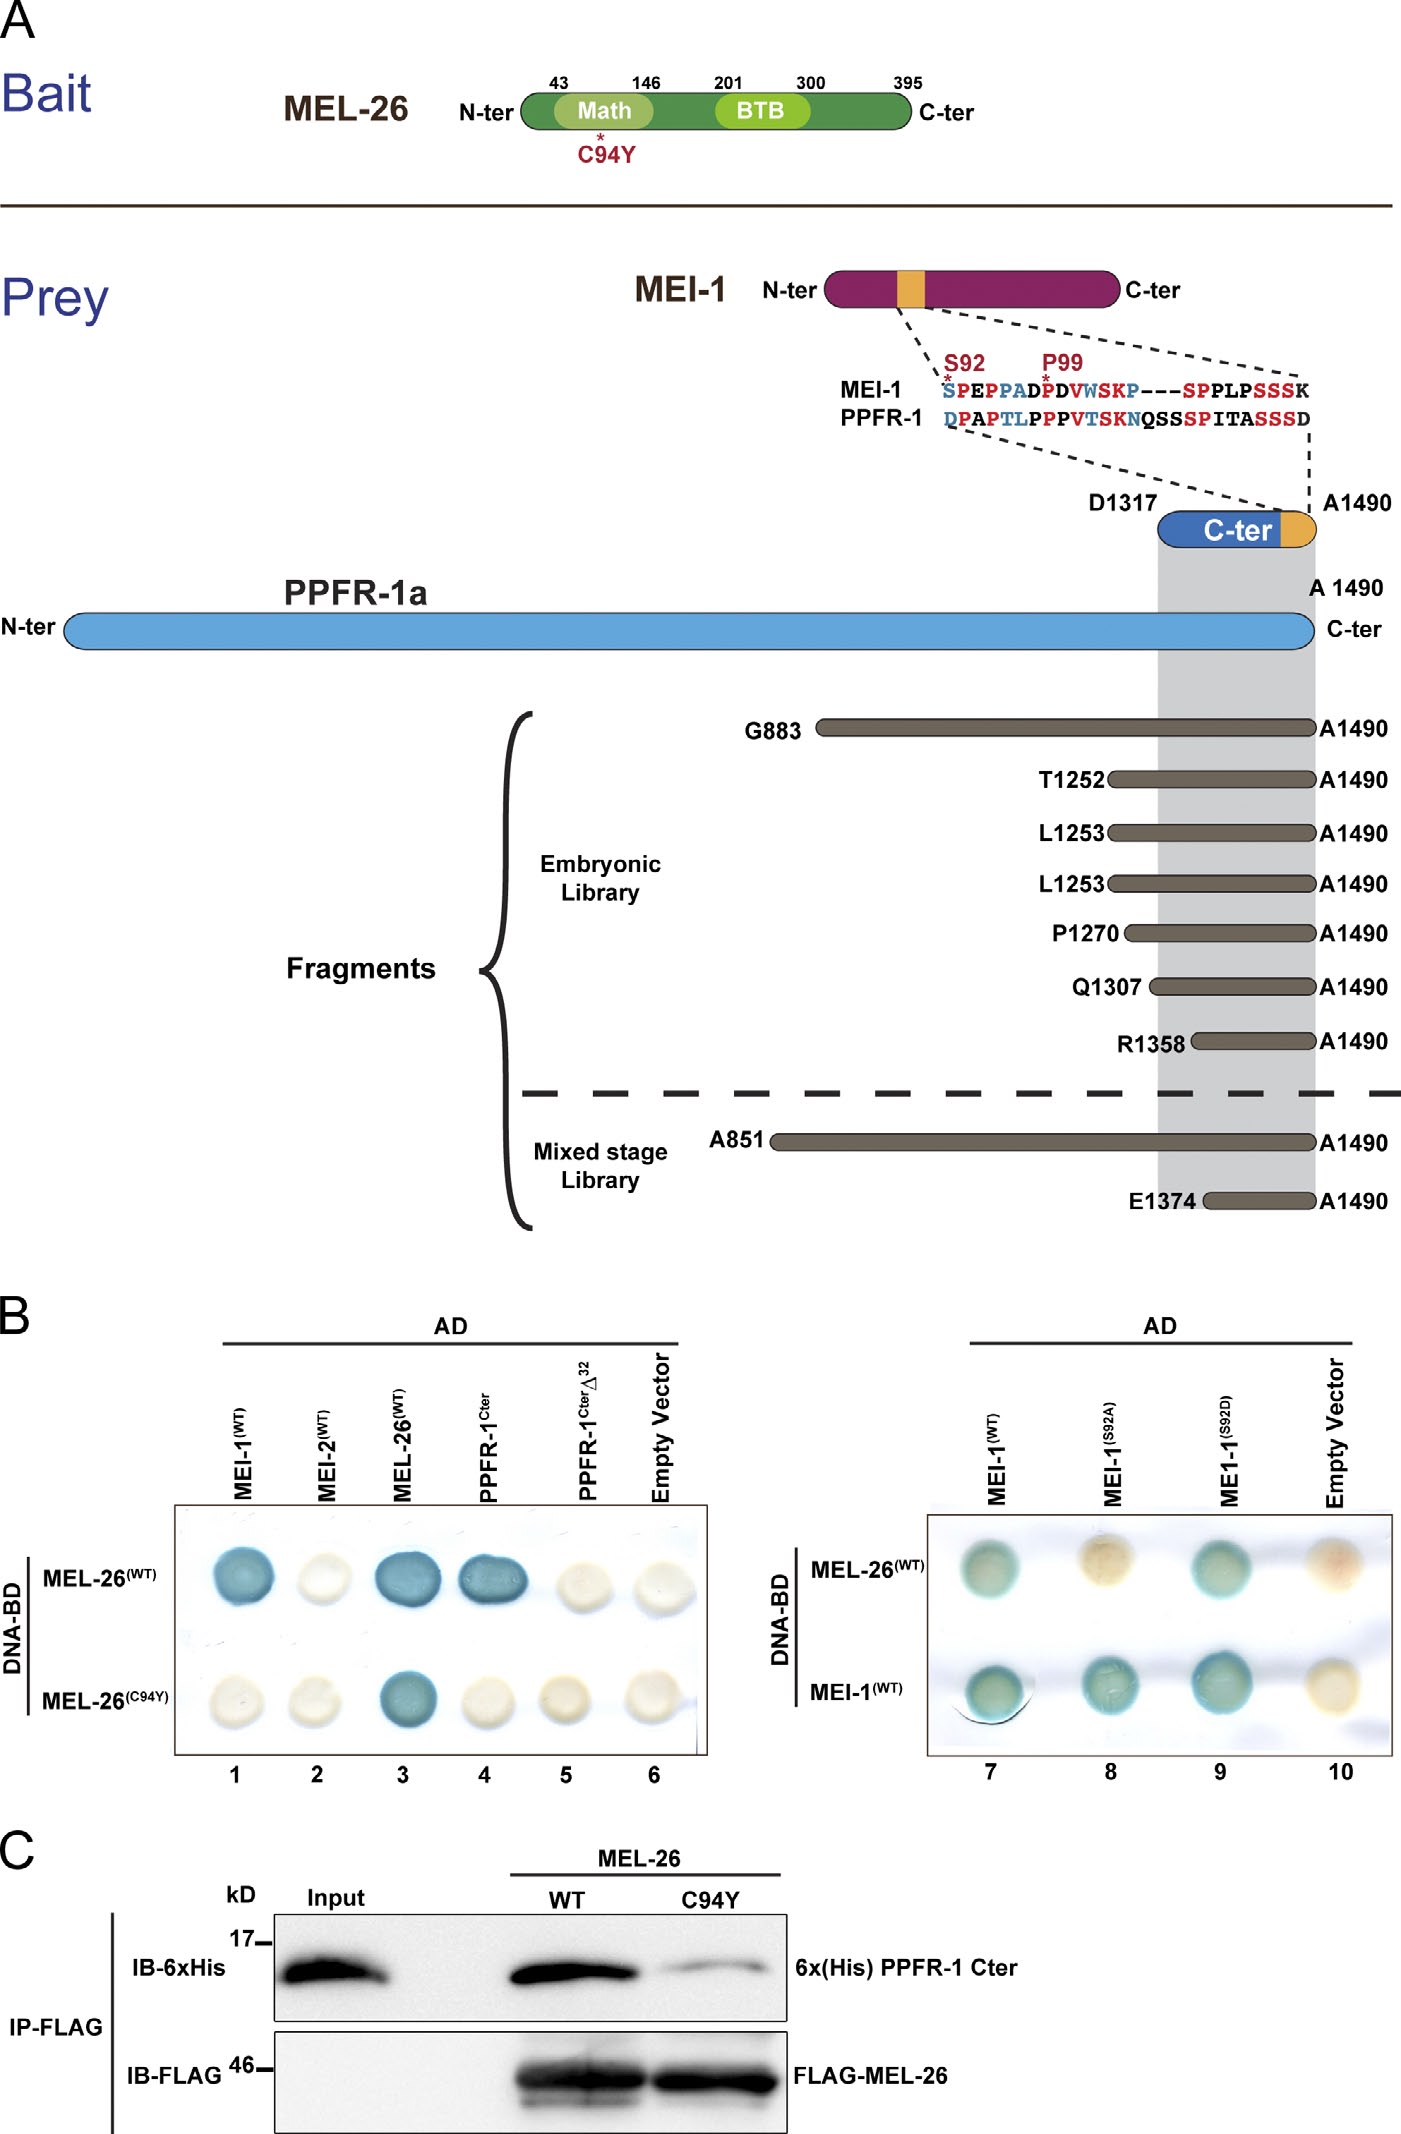 A
Bait
MEL-26
N-ter
43 146 201 300 395
Math BTB
C-ter
*
C94Y
Prey
MEI-1
N-ter C-ter
S92 P99
* *
MEI-1 SPEPPADPDVWSKP---SPPLPSSSK
PPFR-1 DPAPTLPPPVTSKNQSSSPITASSSD
D1317 A1490
C-ter
PPFR-1a
A 1490
N-ter C-ter
G883 A1490
T1252 A1490
L1253 A1490
Embryonic
Library
L1253 A1490
P1270 A1490
Fragments
Q1307 A1490
R1358 A1490
Mixed stage
Library
A851 A1490
E1374 A1490
B
AD
MEI-1(WT)
MEI-2(WT)
MEL-26(WT)
PPFR-1Cter
PPFR-1CterΔ32
Empty Vector
DNA-BD
MEL-26(WT)
MEL-26(C94Y)
1 2 3 4 5 6
AD
MEI-1(WT)
MEI-1(S92A)
ME1-1(S92D)
Empty Vector
DNA-BD
MEL-26(WT)
MEI-1(WT)
7 8 9 10
C
MEL-26
kD Input WT C94Y
17
IB-6xHis 6x(His) PPFR-1 Cter
IP-FLAG
46
IB-FLAG FLAG-MEL-26